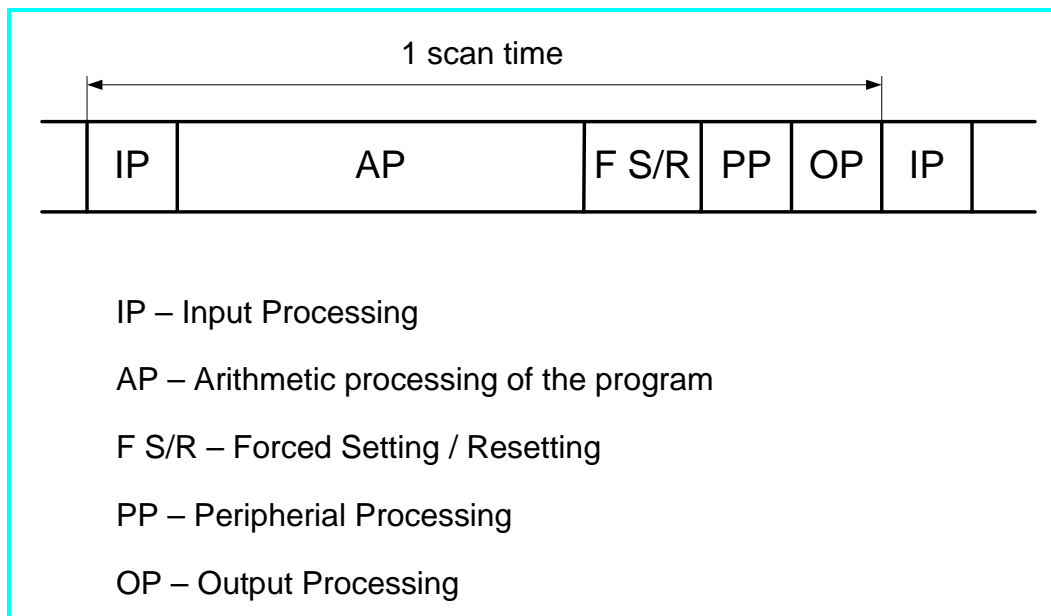 1 scan time
IP AP F S/R PP OP IP
IP – Input Processing
AP – Arithmetic processing of the program
F S/R – Forced Setting / Resetting
PP – Peripherial Processing
OP – Output Processing